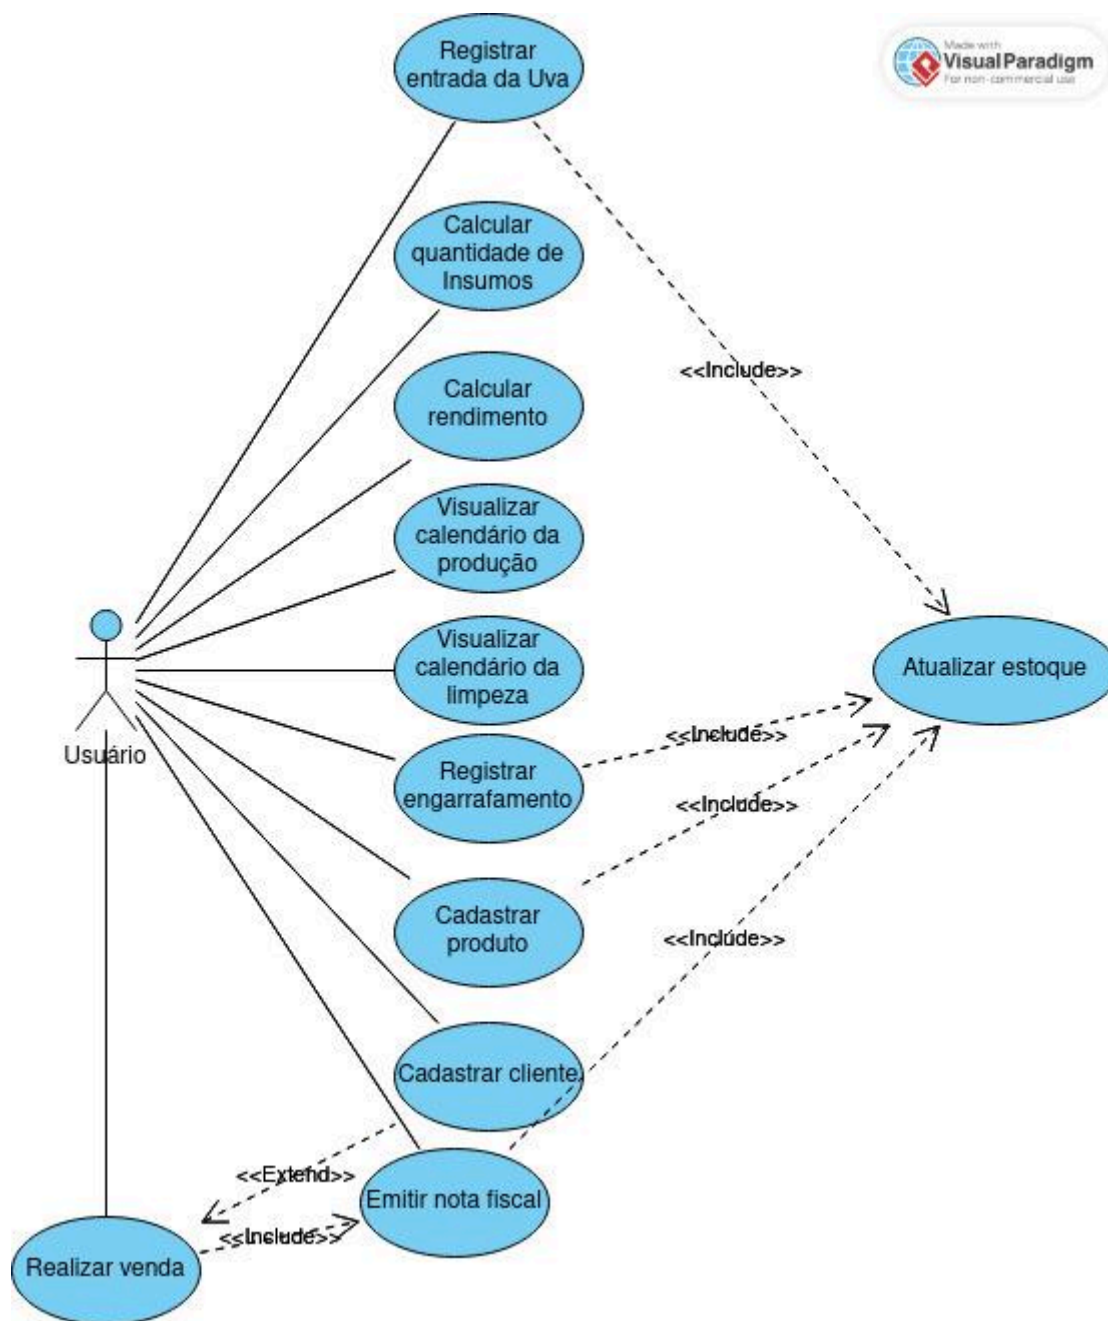 Registrar
entrada da Uva
Made with
Visual Paradigm
For non-commercial use
Calcular
quantidade de
Insumos
<<Include>>
Calcular
rendimento
Visualizar
calendário da
produção
Visualizar
calendário da
limpeza
Atualizar estoque
Usuário
<<Include>>
Registrar
engarrafamento
<<Include>>
Cadastrar
produto
<<Include>>
Cadastrar cliente
<<Extend>>
Emitir nota fiscal
<<Include>>
Realizar venda